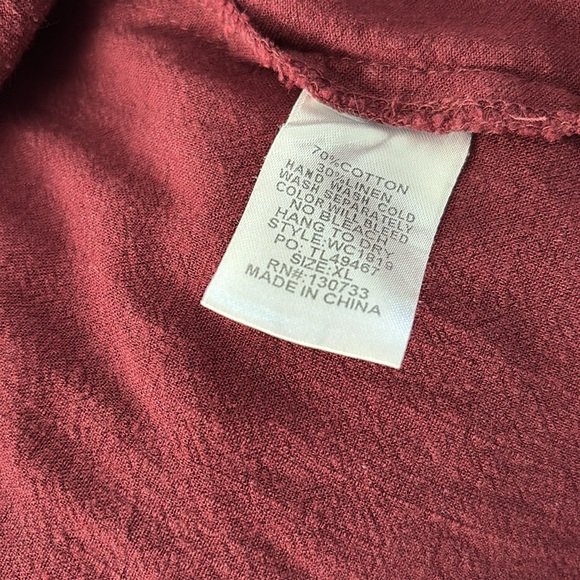 70%COTTON
30%LINEN
HAND WASH COLD
WASH SEPARATELY
COLOR WILL BLEED
NO BLEACH
HANG TO DRY
STYLE:WC1819
PO: TL49467
SIZE:XL
RN#:130733
MADE IN CHINA